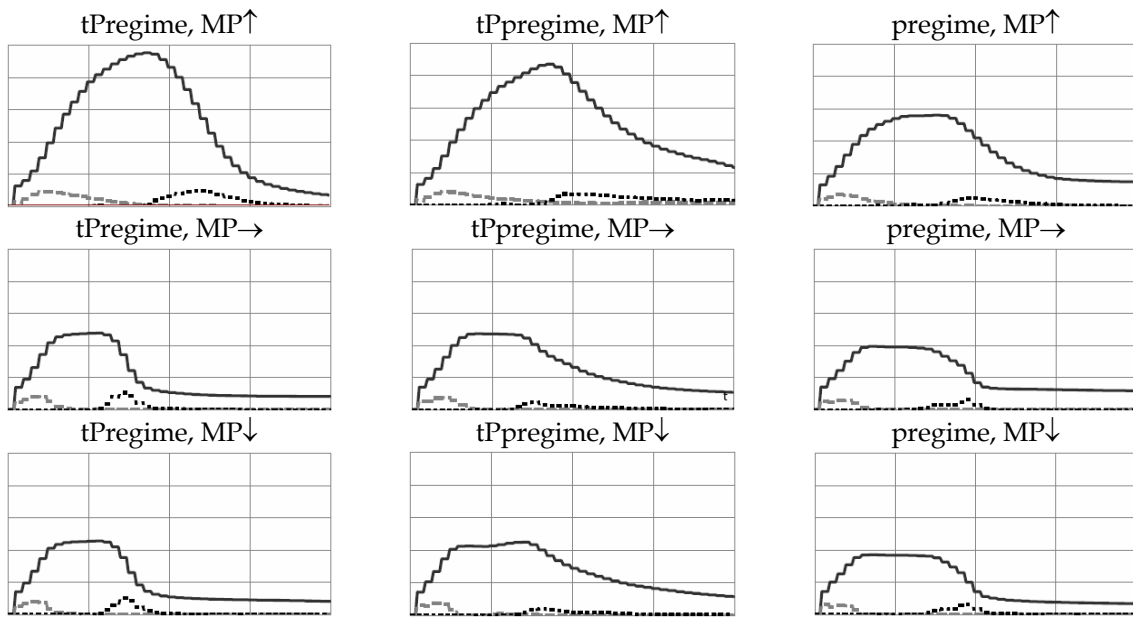 tPregime, MP↑ tPpregime, MP↑ pregime, MP↑
tPregime, MP→ tPpregime, MP→ pregime, MP→
t
tPregime, MP↓ tPpregime, MP↓ pregime, MP↓